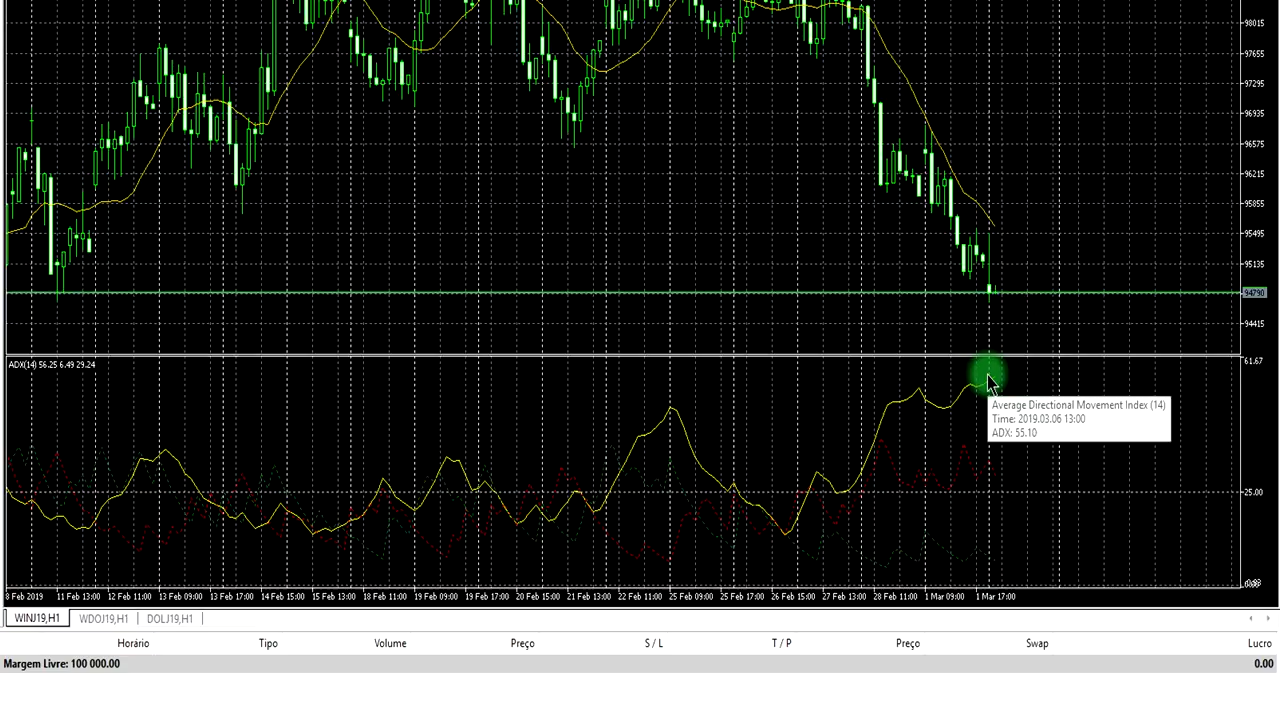 98015
97655
97295
96935
96575
96215
95855
95495
95135
94790
94415
ADX(14) 56.25 6.49 29.24
61.67
Average Directional Movement Index (14)
Time: 2019.03.06 13:00
ADX: 55.10
25.00
8 Feb 2019 11 Feb 13:00 12 Feb 11:00 13 Feb 09:00 13 Feb 17:00 14 Feb 15:00 15 Feb 13:00 18 Feb 11:00 19 Feb 09:00 19 Feb 17:00 20 Feb 15:00 21 Feb 13:00 22 Feb 11:00 25 Feb 09:00 25 Feb 17:00 26 Feb 15:00 27 Feb 13:00 28 Feb 11:00 1 Mar 09:00 1 Mar 17:00
WINJ19,H1 WDOJ19,H1 DOLJ19,H1
Horário Tipo Volume Preço S / L T / P Preço Swap Lucro
Margem Livre: 100 000.00 0.00